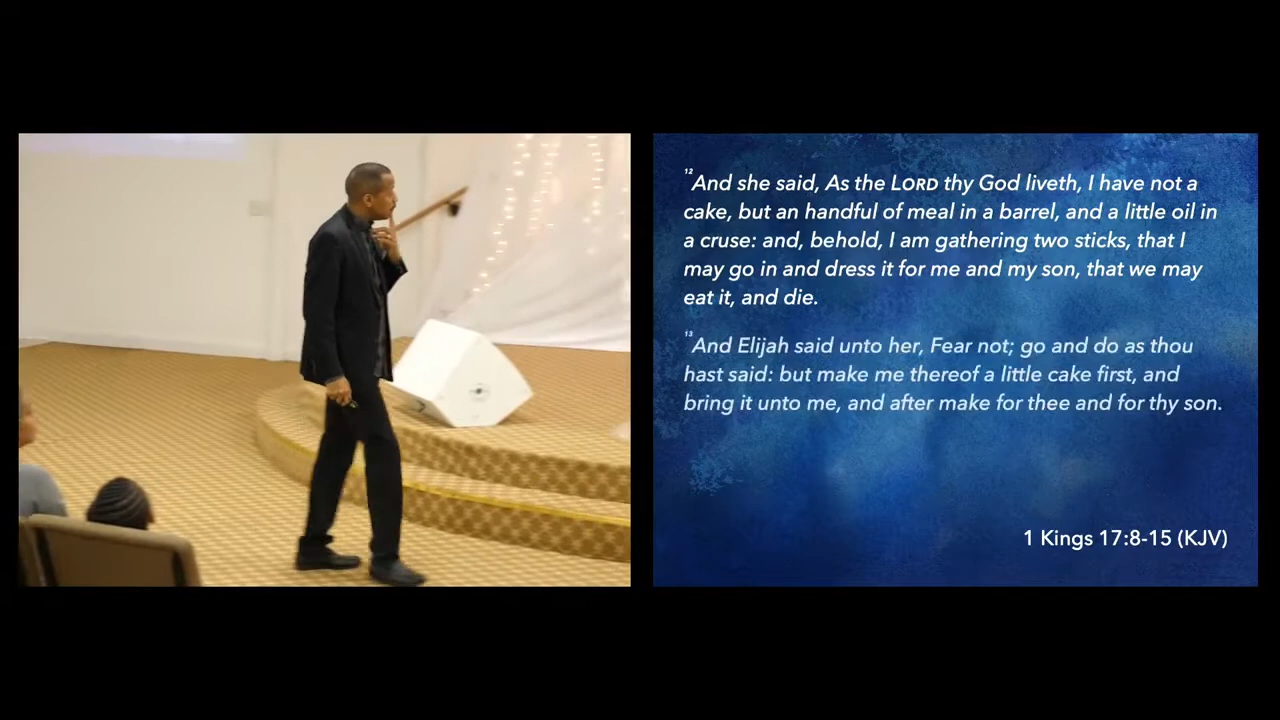 ¹²And she said, As the LORD thy God liveth, I have not a
cake, but an handful of meal in a barrel, and a little oil in
a cruse: and, behold, I am gathering two sticks, that I
may go in and dress it for me and my son, that we may
eat it, and die.
¹³And Elijah said unto her, Fear not; go and do as thou
hast said: but make me thereof a little cake first, and
bring it unto me, and after make for thee and for thy son.
1 Kings 17:8-15 (KJV)